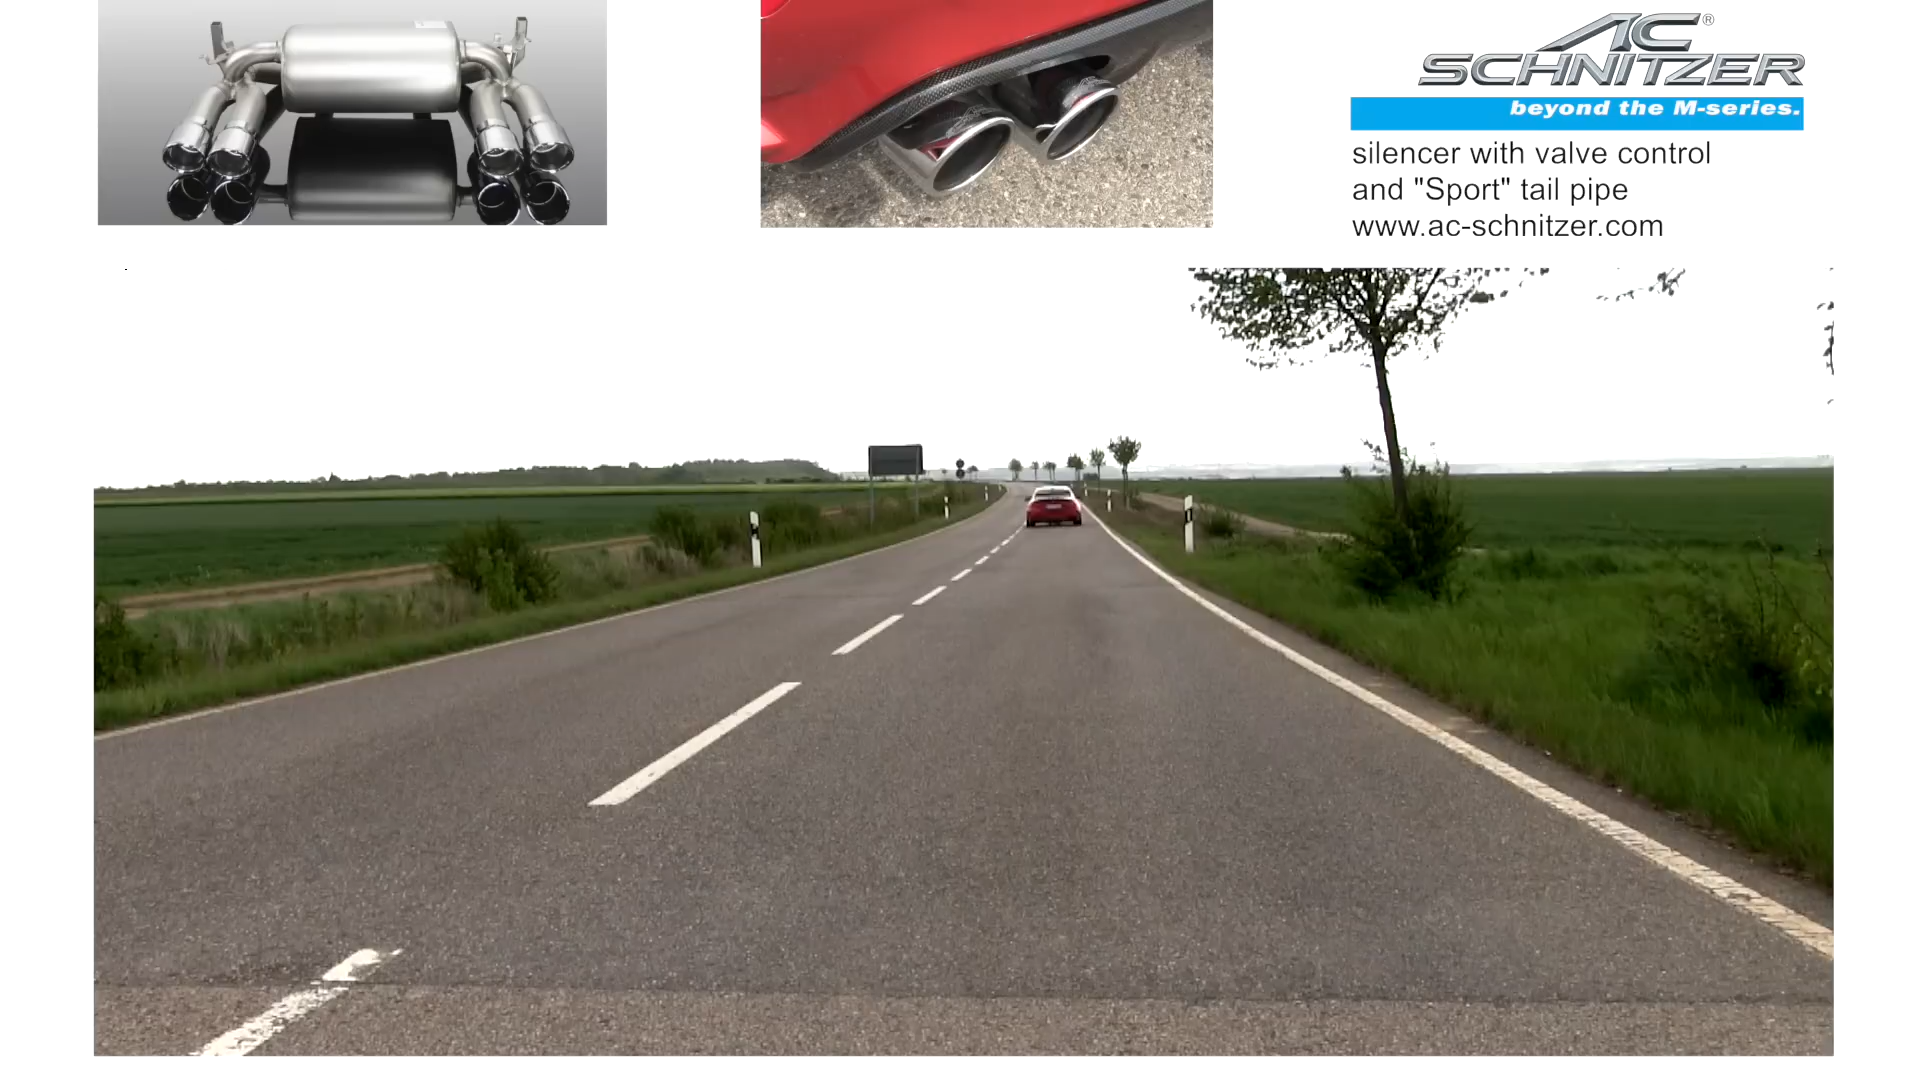 AC
SCHNITZER®
beyond the M-series.
silencer with valve control
and "Sport" tail pipe
www.ac-schnitzer.com